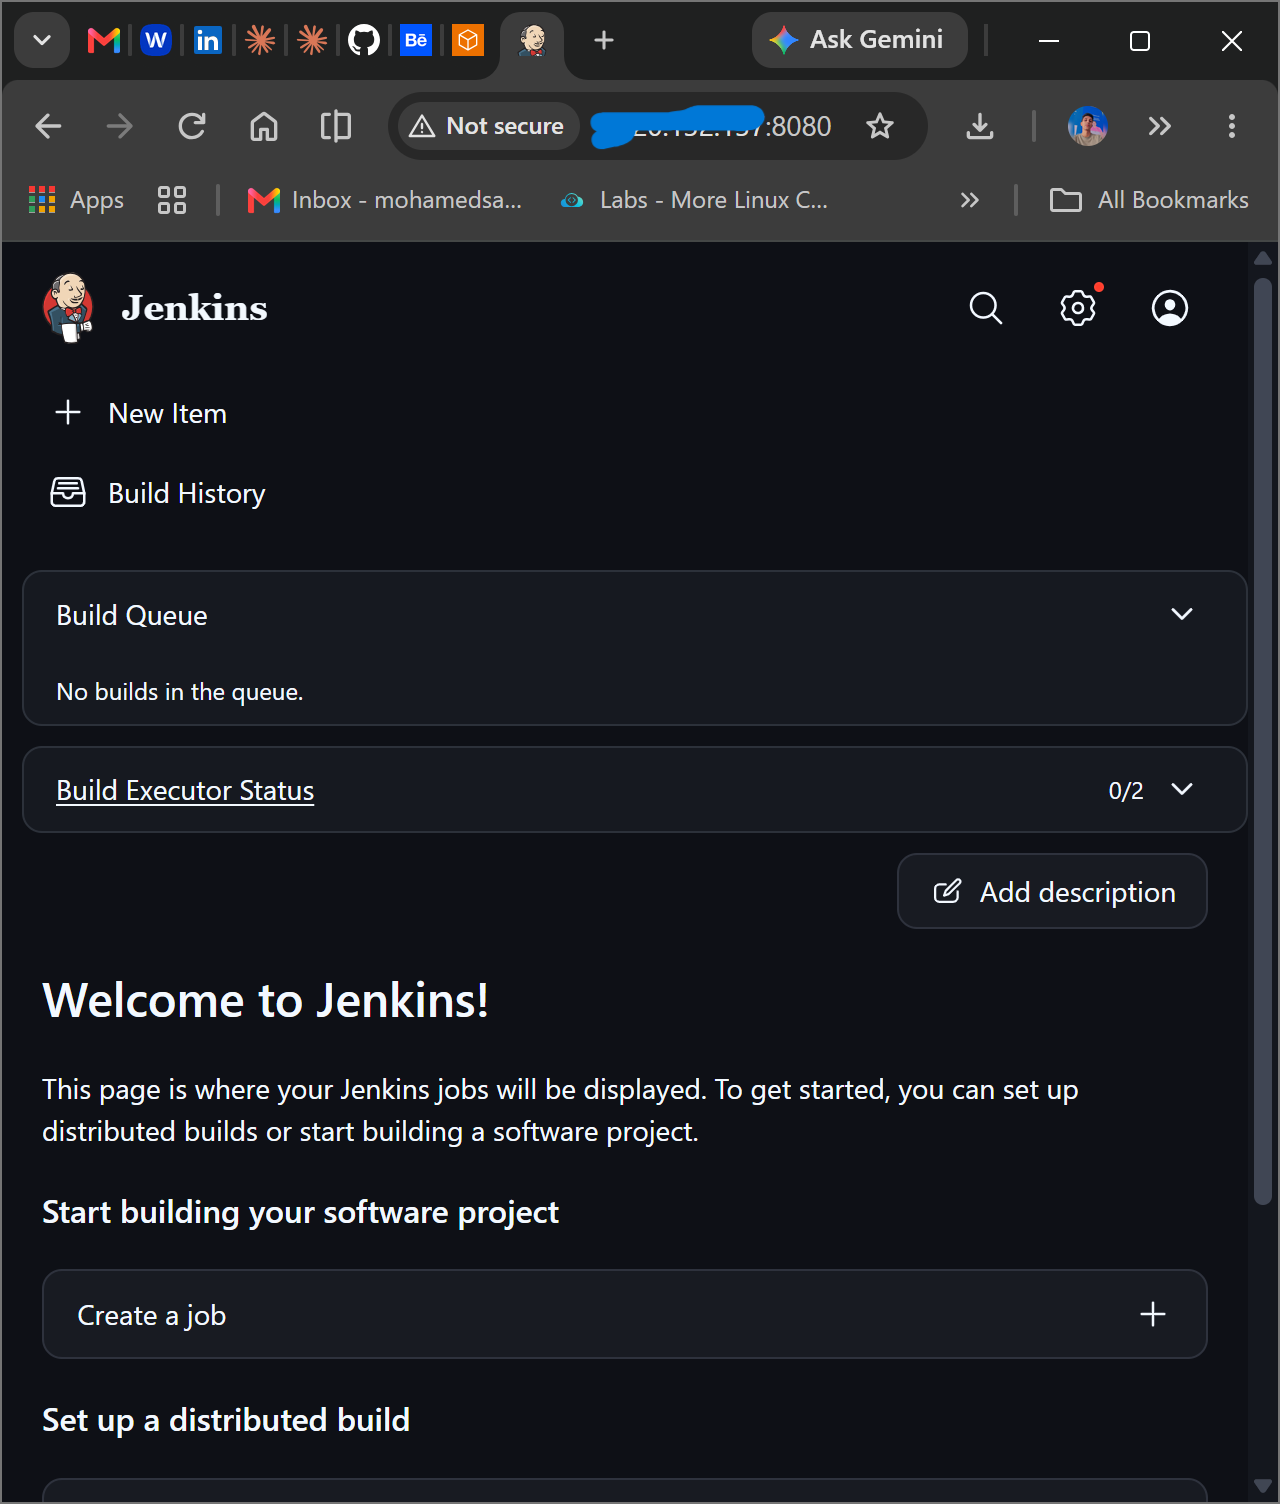 W
in
Bē
Ask Gemini
Not secure
:8080
Apps
Inbox - mohamedsa...
Labs - More Linux C...
All Bookmarks
Jenkins
New Item
Build History
Build Queue
No builds in the queue.
Build Executor Status
0/2
Add description
Welcome to Jenkins!
This page is where your Jenkins jobs will be displayed. To get started, you can set up
distributed builds or start building a software project.
Start building your software project
Create a job
Set up a distributed build